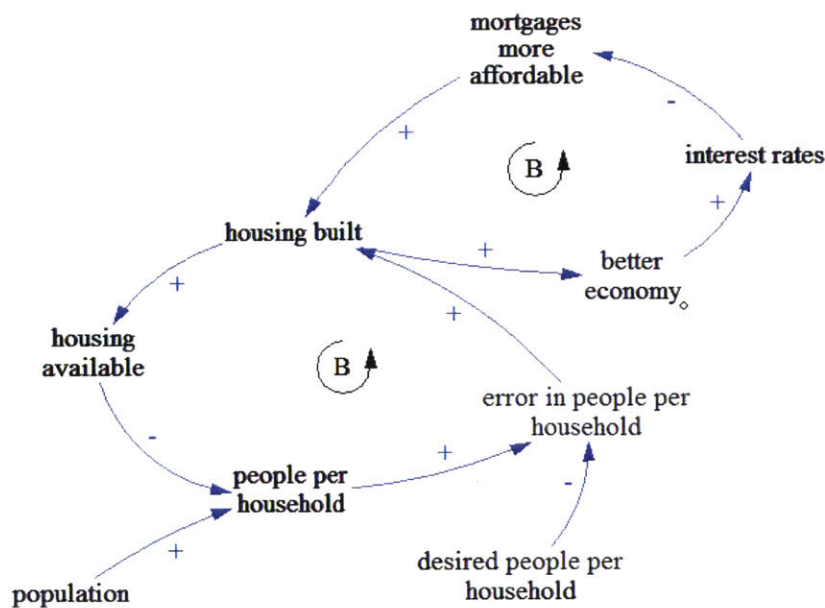 mortgages
more
affordable
-
+
B
interest rates
+
housing built
+
better
economy
+
+
housing
available
B
error in people per
household
-
+
people per
household
-
+
desired people per
household
population